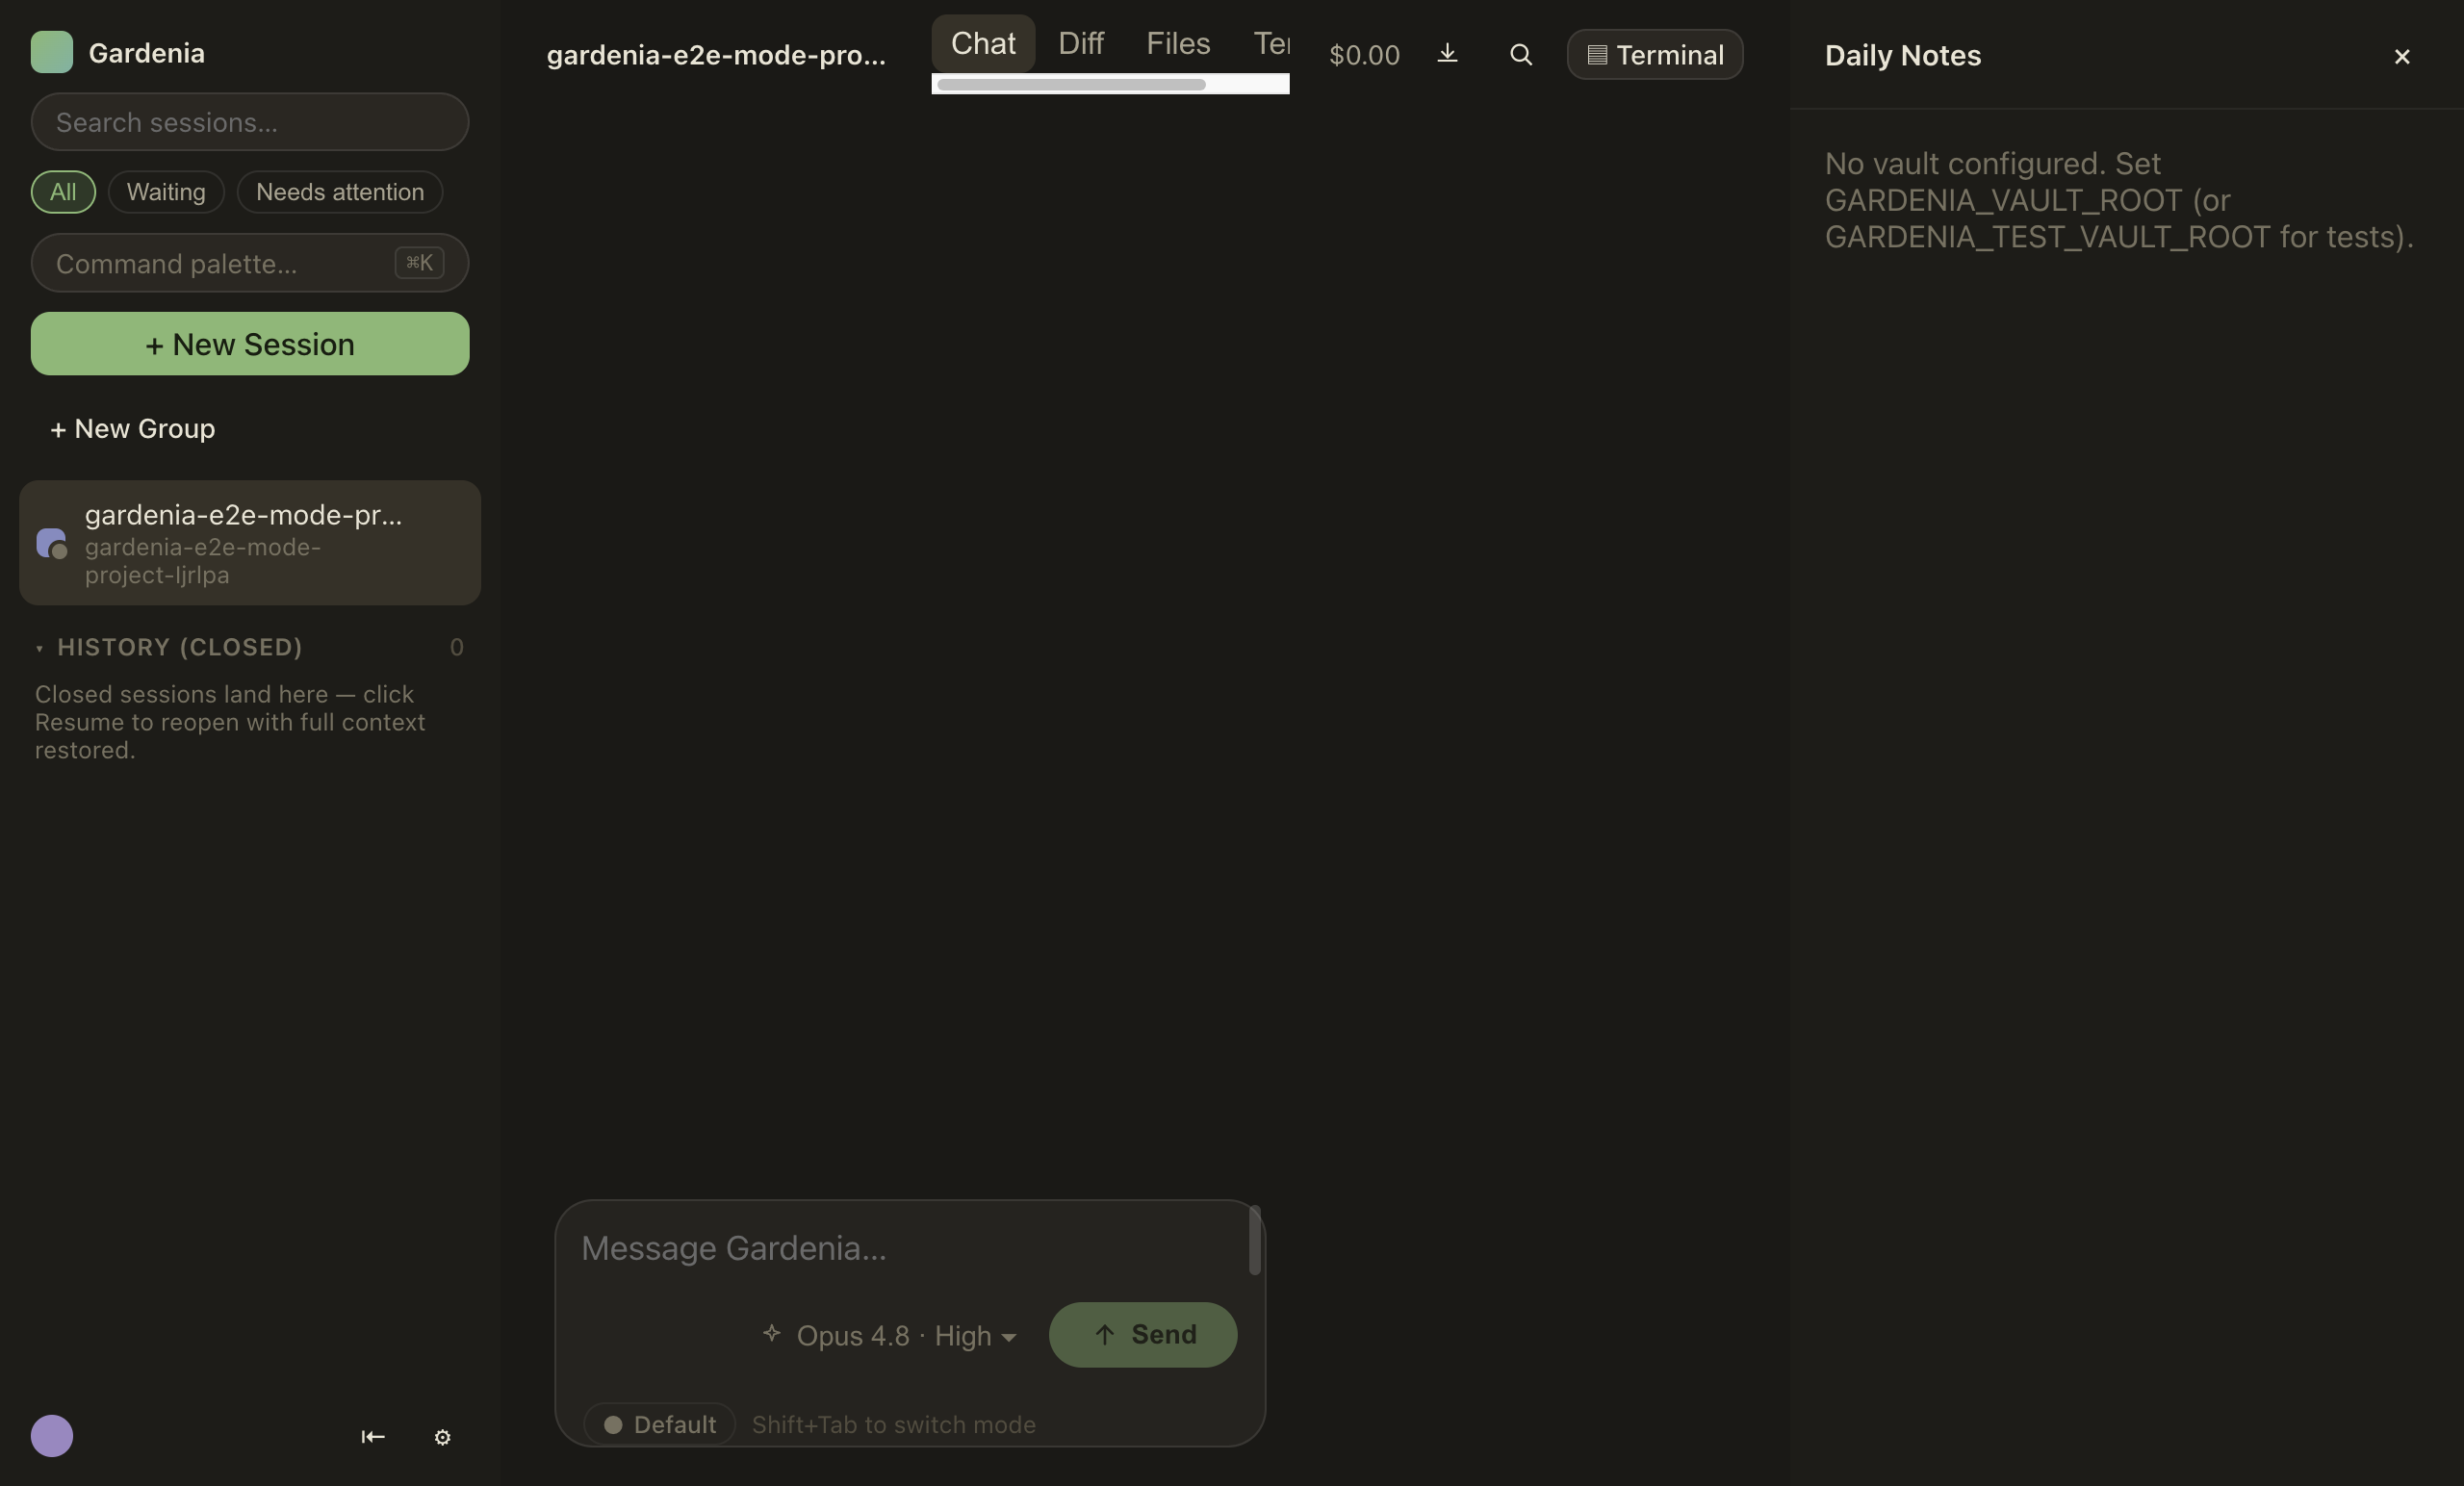 Gardenia
Search sessions...
All
Waiting
Needs attention
Command palette...
⌘K
+ New Session
+ New Group
gardenia-e2e-mode-pr...
gardenia-e2e-mode-
project-ljrlpa
HISTORY (CLOSED)
0
Closed sessions land here — click
Resume to reopen with full context
restored.
gardenia-e2e-mode-pro...
Chat
Diff
Files
Ter
$0.00
Terminal
Message Gardenia...
Opus 4.8 · High
Send
Default
Shift+Tab to switch mode
Daily Notes
No vault configured. Set
GARDENIA_VAULT_ROOT (or
GARDENIA_TEST_VAULT_ROOT for tests).